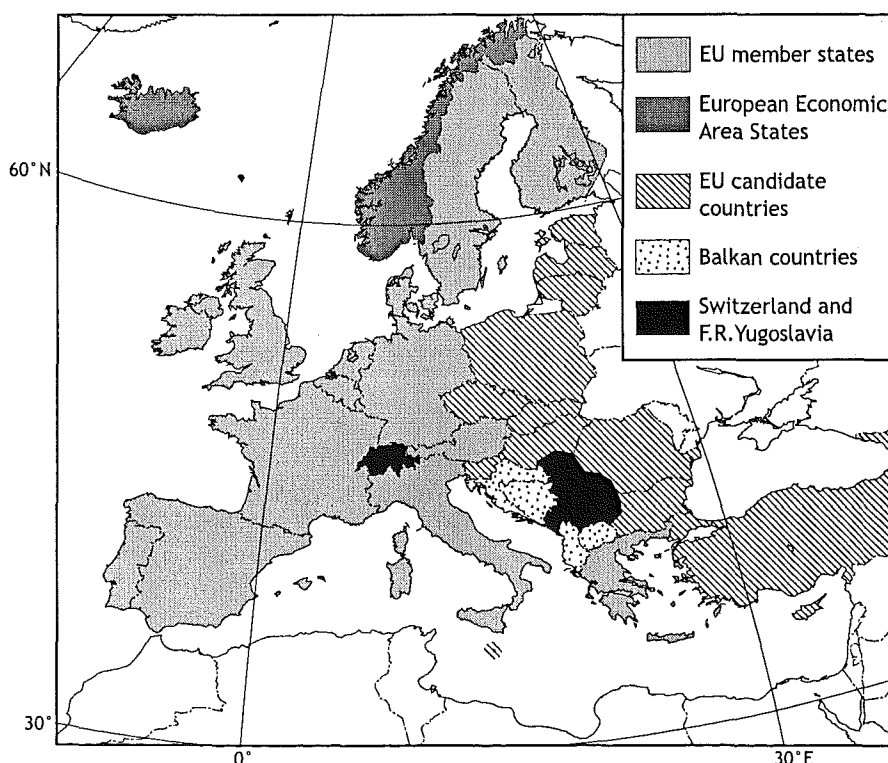 EU member states
European Economic
Area States
EU candidate
countries
Balkan countries
Switzerland and
F.R.Yugoslavia
60°N
30°
0°
30°E